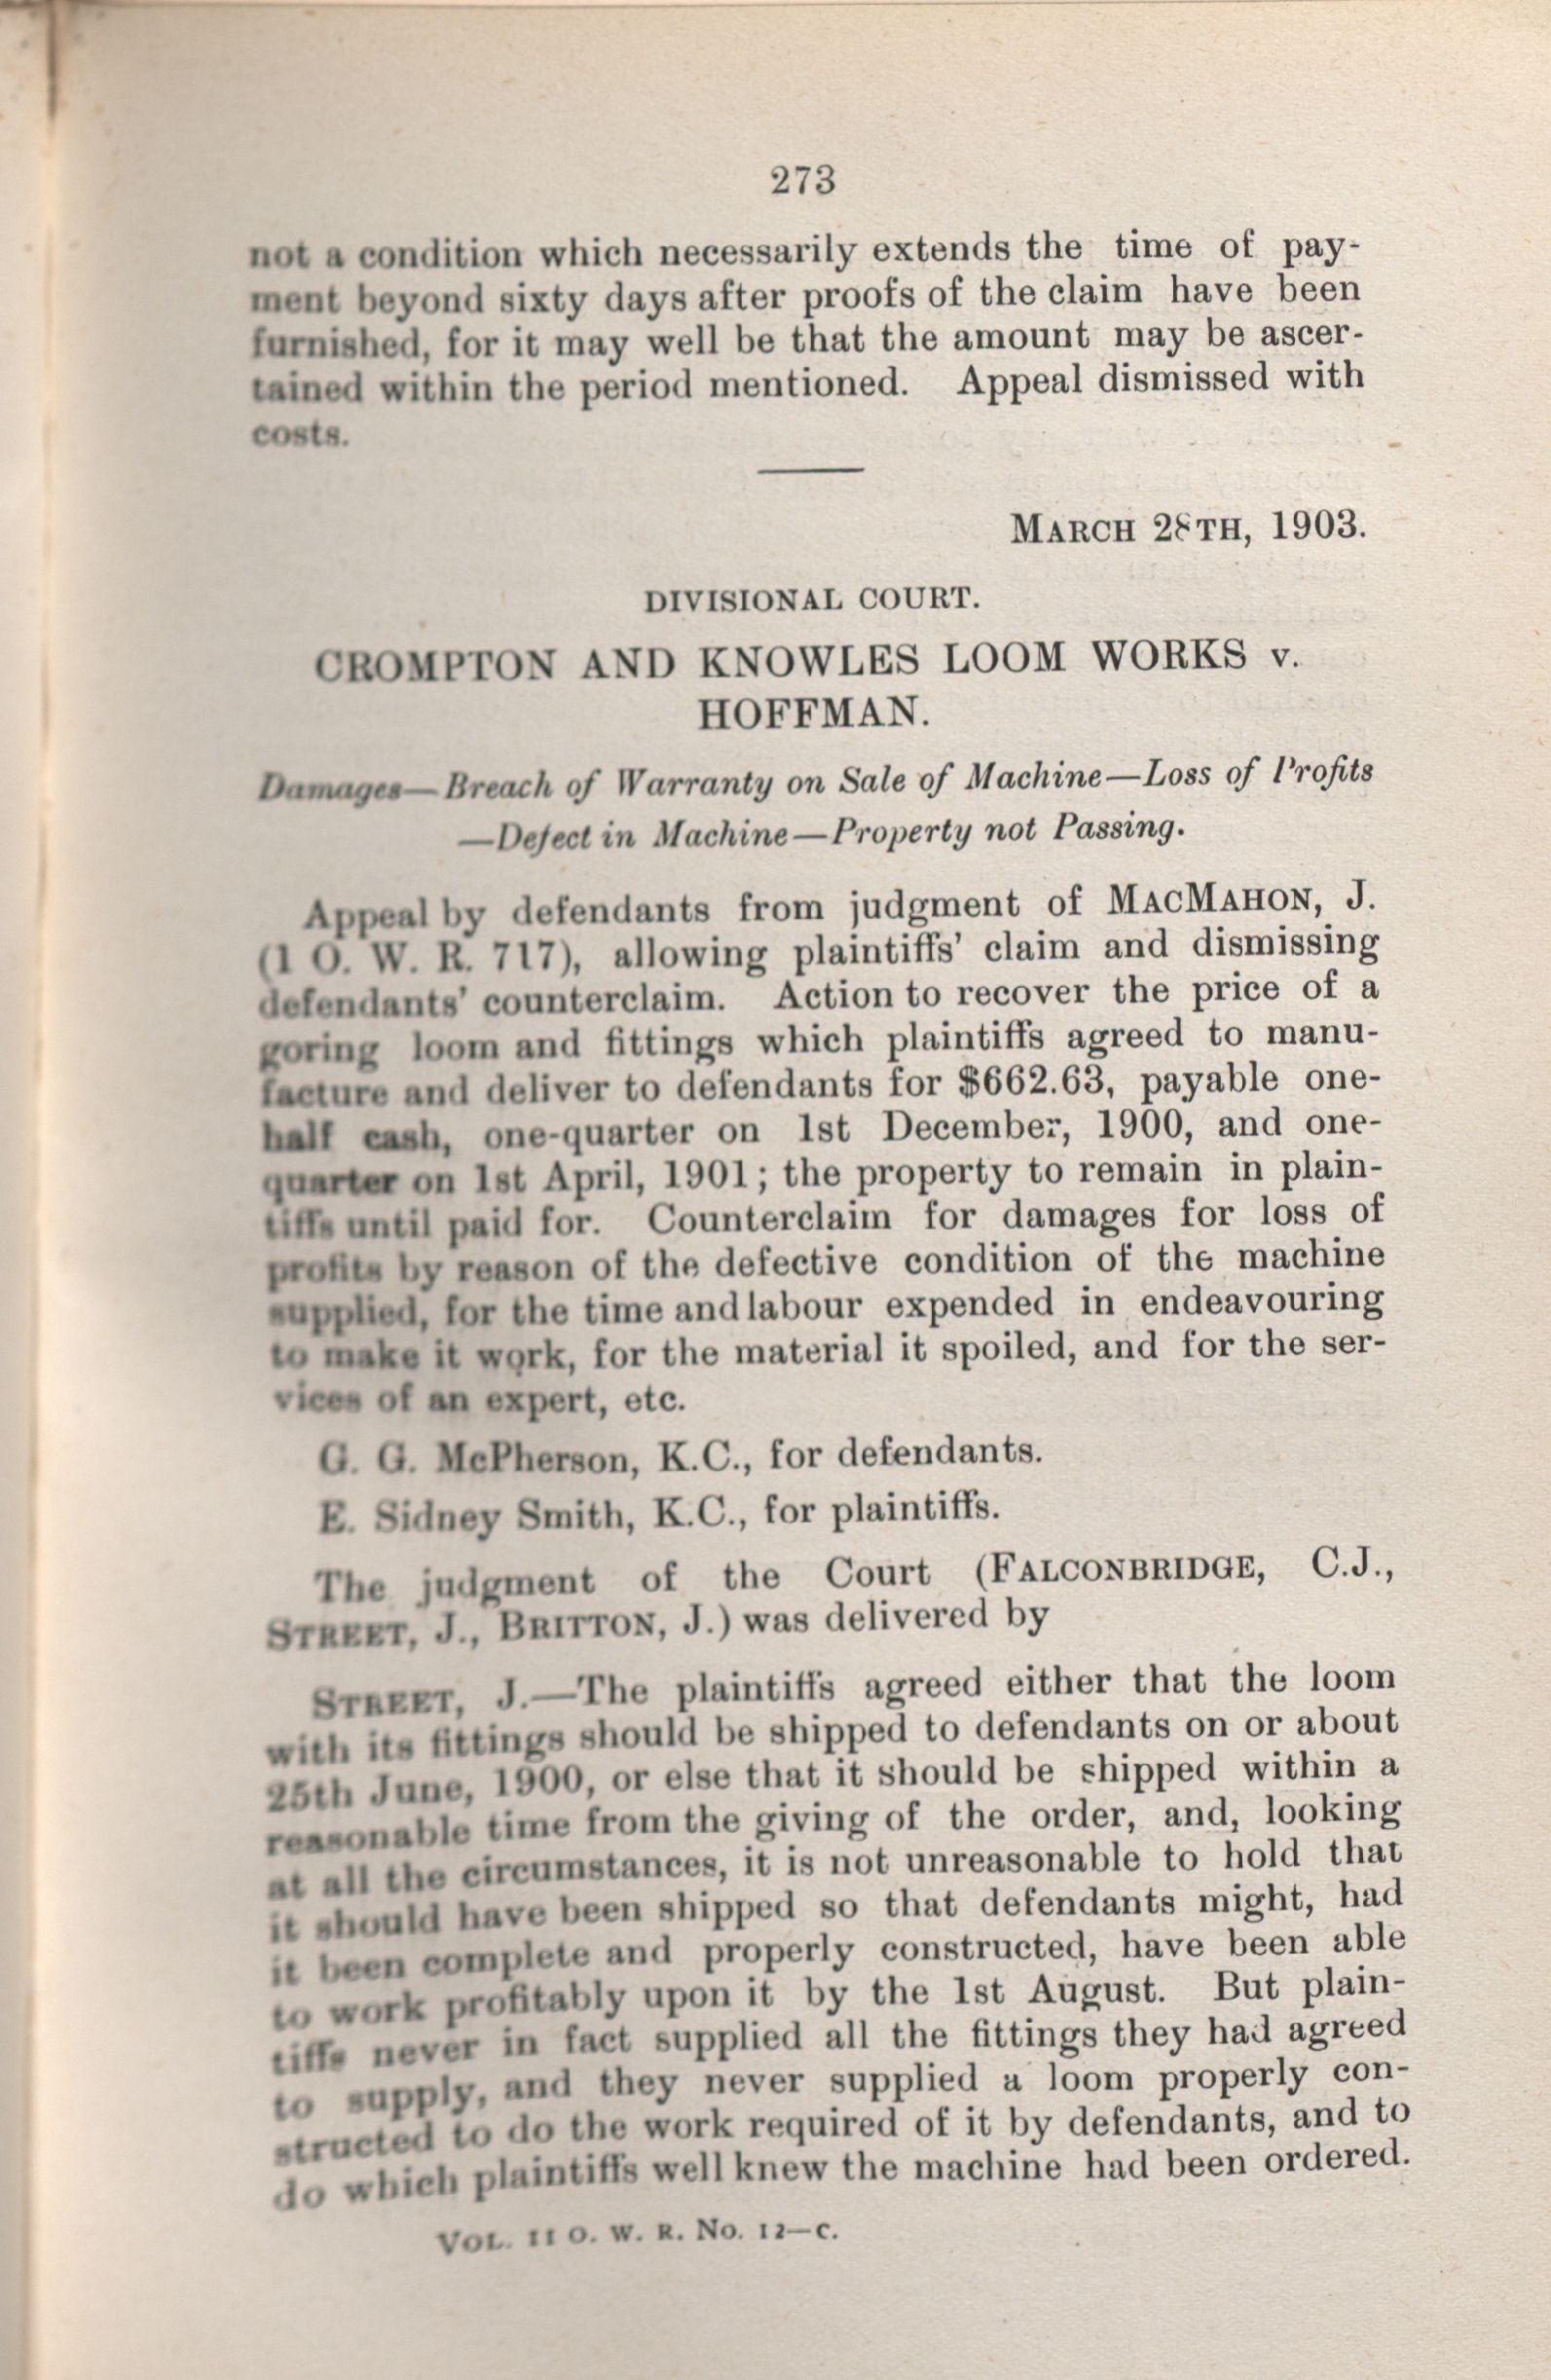 273
not a condition which necessarily extends the time of pay-
ment beyond sixty days after proofs of the claim have been
furnished, for it may well be that the amount may be ascer-
tained within the period mentioned. Appeal dismissed with
costs.
MARCH 28TH, 1903.
DIVISIONAL COURT.
CROMPTON AND KNOWLES LOOM WORKS v.
HOFFMAN.
Damages—Breach of Warranty on Sale of Machine—Loss of Profits
—Defect in Machine—Property not Passing.
Appeal by defendants from judgment of MACMAHON, J.
(1 O. W. R. 717), allowing plaintiffs' claim and dismissing
defendants' counterclaim. Action to recover the price of a
goring loom and fittings which plaintiffs agreed to manu-
facture and deliver to defendants for $662.63, payable one-
half cash, one-quarter on 1st December, 1900, and one-
quarter on 1st April, 1901; the property to remain in plain-
tiffs until paid for. Counterclaim for damages for loss of
profits by reason of the defective condition of the machine
supplied, for the time and labour expended in endeavouring
to make it work, for the material it spoiled, and for the ser-
vices of an expert, etc.
G. G. McPherson, K.C., for defendants.
E. Sidney Smith, K.C., for plaintiffs.
The judgment of the Court (FALCONBRIDGE, C.J.,
STREET, J., BRITTON, J.) was delivered by
STREET, J.—The plaintiffs agreed either that the loom
with its fittings should be shipped to defendants on or about
25th June, 1900, or else that it should be shipped within a
reasonable time from the giving of the order, and, looking
at all the circumstances, it is not unreasonable to hold that
it should have been shipped so that defendants might, had
it been complete and properly constructed, have been able
to work profitably upon it by the 1st August. But plain-
tiffs never in fact supplied all the fittings they had agreed
to supply, and they never supplied a loom properly con-
structed to do the work required of it by defendants, and to
do which plaintiffs well knew the machine had been ordered.
VOL. II O. W. R. No. 12—C.